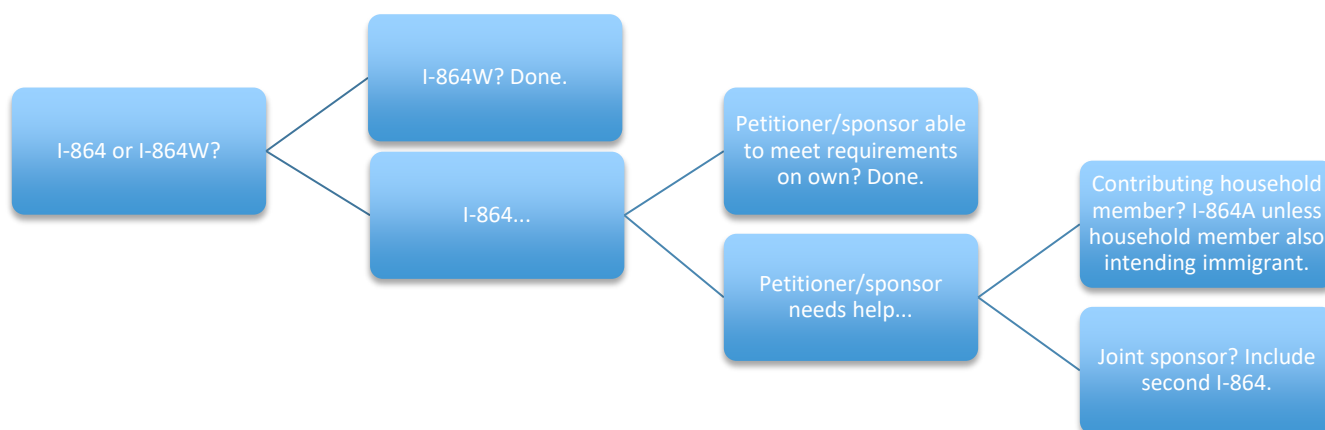 I-864 or I-864W?
I-864W? Done.
I-864...
Petitioner/sponsor able
to meet requirements
on own? Done.
Petitioner/sponsor
needs help...
Contributing household
member? I-864A unless
household member also
intending immigrant.
Joint sponsor? Include
second I-864.